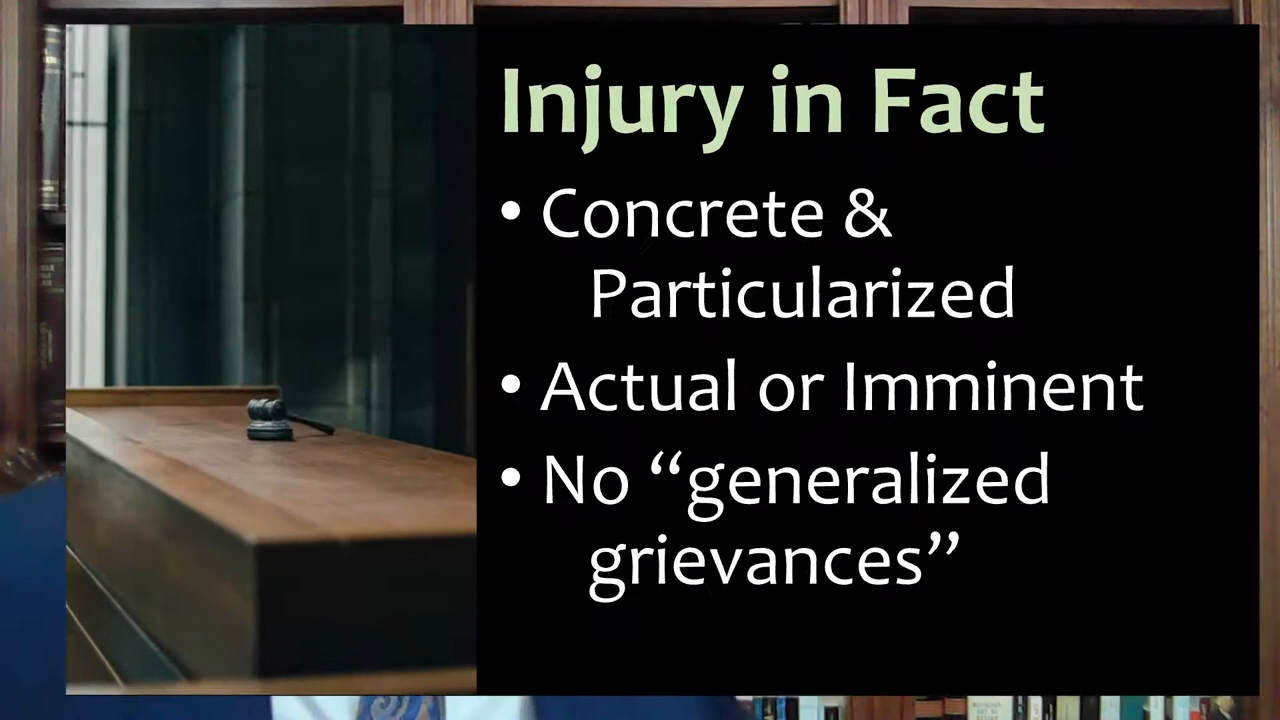 Injury in Fact
• Concrete &
Particularized
• Actual or Imminent
• No “generalized
grievances”